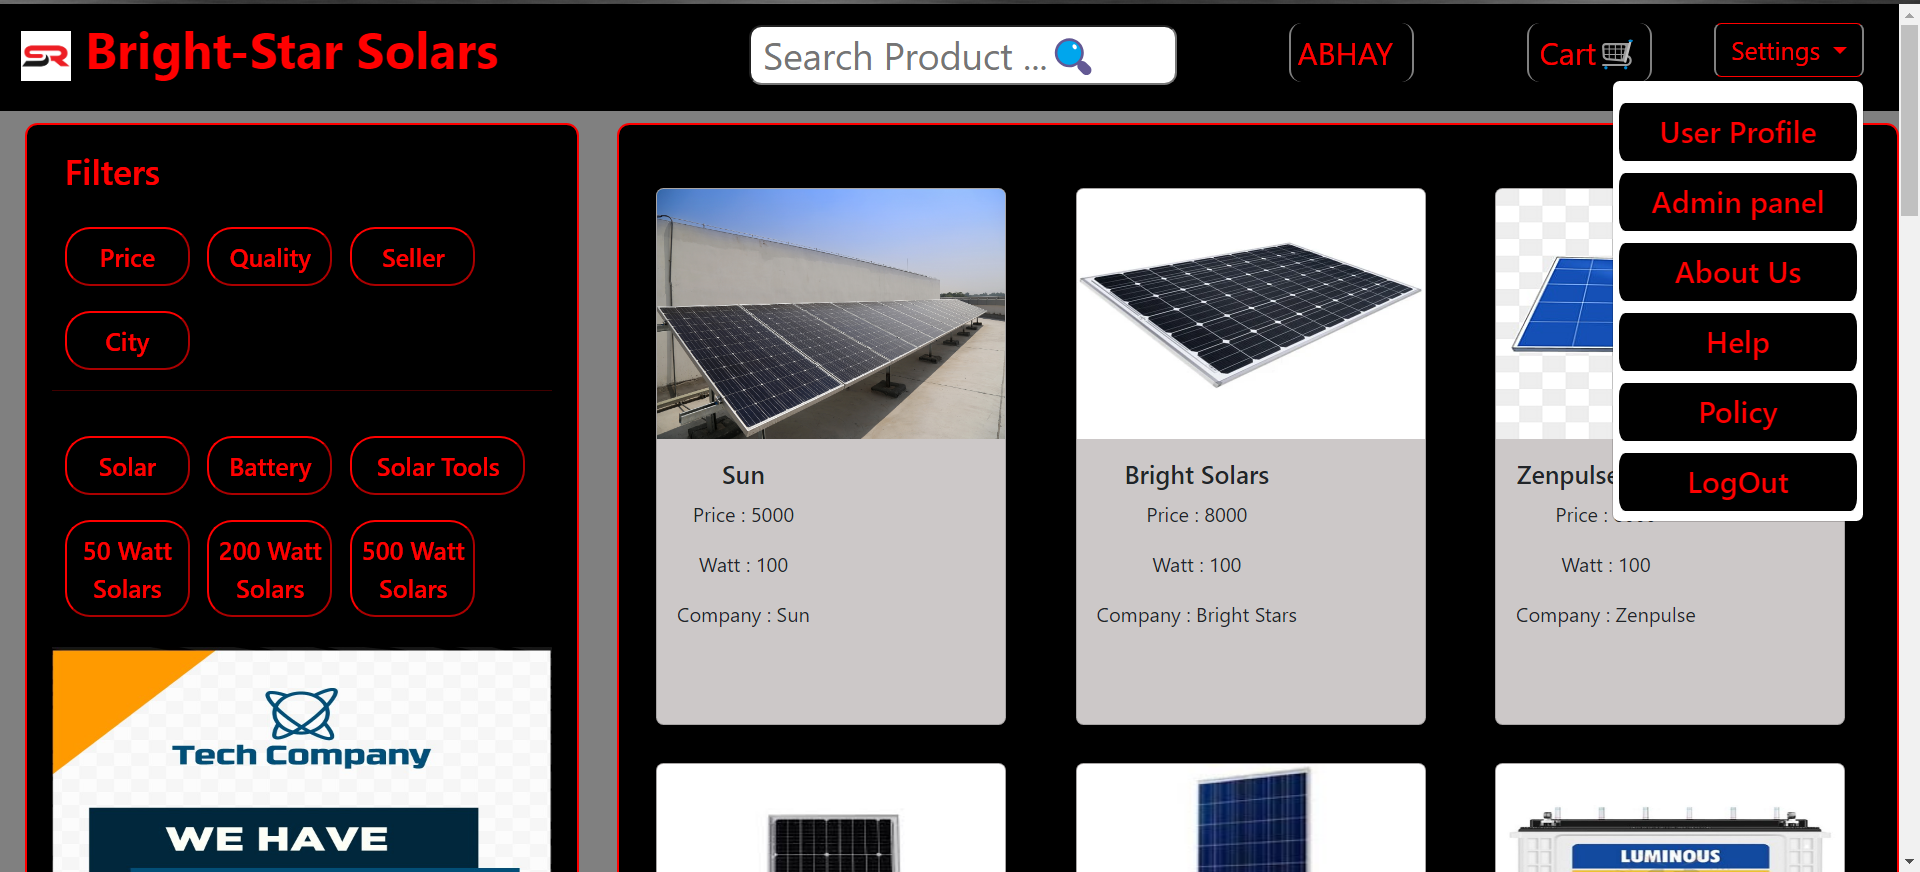 SR
Bright-Star Solars
Search Product ...
ABHAY
Cart
Settings
User Profile
Admin panel
About Us
Help
Policy
LogOut
Filters
Price
Quality
Seller
City
Solar
Battery
Solar Tools
50 Watt
Solars
200 Watt
Solars
500 Watt
Solars
Tech Company
WE HAVE
Sun
Price : 5000
Watt : 100
Company : Sun
Bright Solars
Price : 8000
Watt : 100
Company : Bright Stars
Zenpulse
Price :
Watt : 100
Company : Zenpulse
LUMINOUS